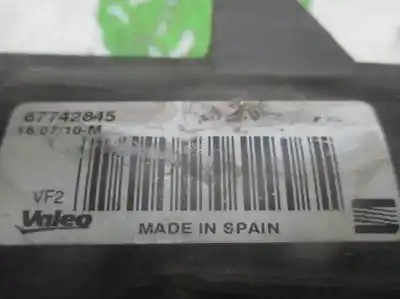 67742845
16/07/10-M
VF2
Valeo
MADE IN SPAIN